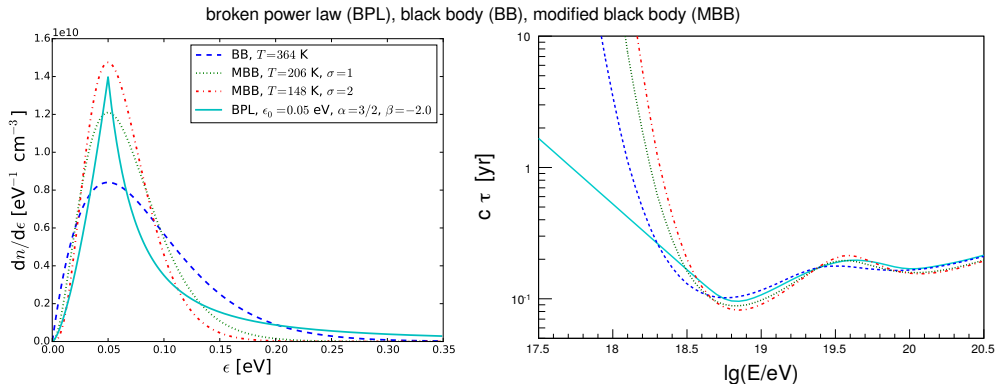 broken power law (BPL), black body (BB), modified black body (MBB)
1e10
1.6
1.4
1.2
1.0
0.8
0.6
0.4
0.2
0.0
dn/dϵ [eV⁻¹ cm⁻³]
BB, T=364 K
MBB, T=206 K, σ=1
MBB, T=148 K, σ=2
BPL, ϵ₀=0.05 eV, α=3/2, β=−2.0
0.00 0.05 0.10 0.15 0.20 0.25 0.30 0.35
ϵ [eV]
10
1
10⁻¹
c τ [yr]
17.5 18 18.5 19 19.5 20 20.5
lg(E/eV)